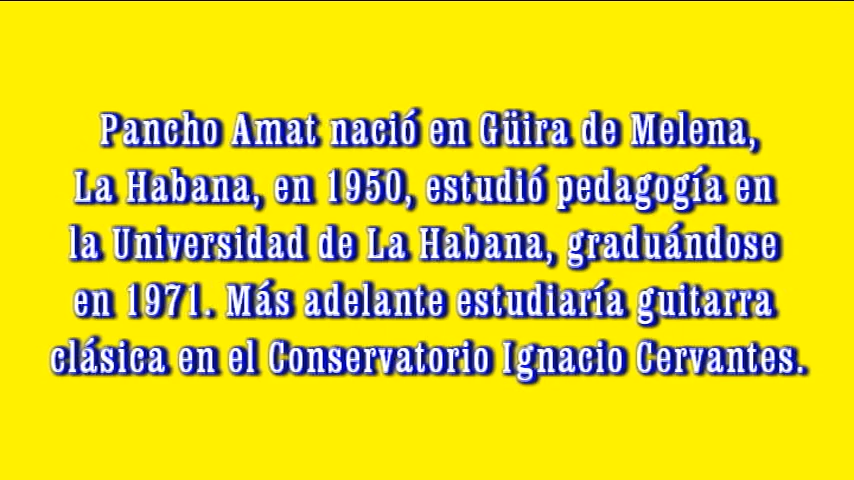 Pancho Amat nació en Güira de Melena,
La Habana, en 1950, estudió pedagogía en
la Universidad de La Habana, graduándose
en 1971. Más adelante estudiaría guitarra
clásica en el Conservatorio Ignacio Cervantes.